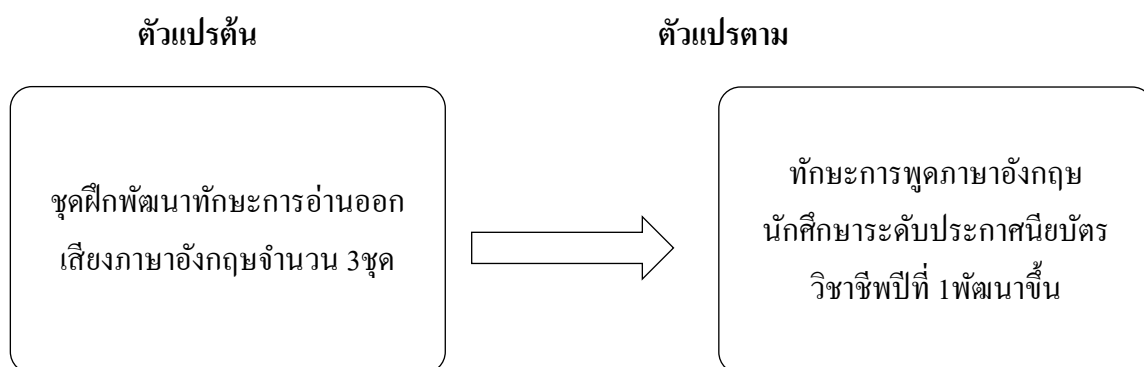 ตัวแปรต้น
ตัวแปรตาม
ชุดฝึกพัฒนาทักษะการอ่านออก
เสียงภาษาอังกฤษจำนวน 3ชุด
ทักษะการพูดภาษาอังกฤษ
นักศึกษาระดับประกาศนียบัตร
วิชาชีพปีที่ 1พัฒนาขึ้น